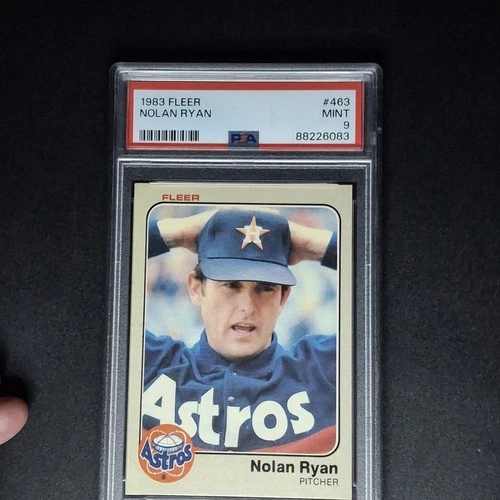 1983 FLEER #463
NOLAN RYAN MINT
9
PSA 88226083
FLEER
Astros
Astros
Nolan Ryan
PITCHER